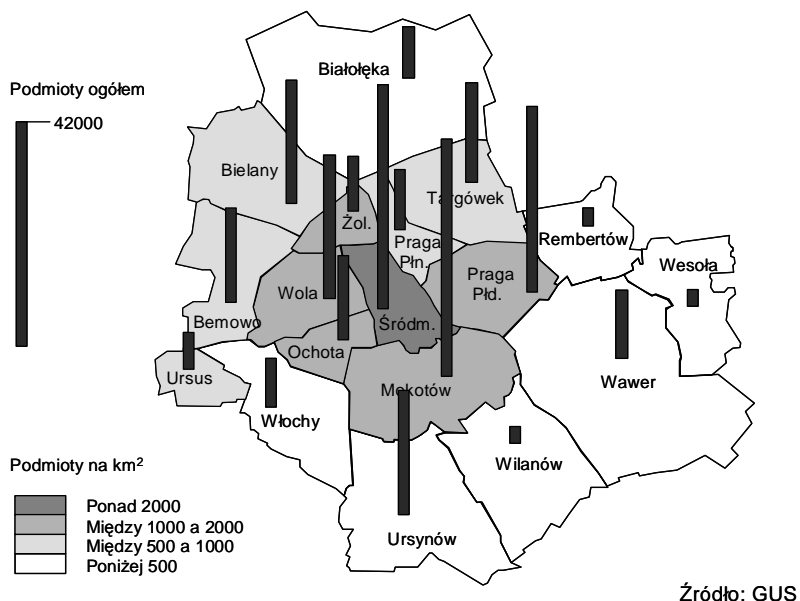 Białołęka
Podmioty ogółem
42000
Bielany
Targówek
Żol.
Rembertów
Praga
Płn.
Wesoła
Praga
Płd.
Wola
Bemowo
Śródm.
Ochota
Ursus
Mokotów
Wawer
Włochy
Wilanów
Podmioty na km²
Ponad 2000
Między 1000 a 2000
Między 500 a 1000
Poniżej 500
Ursynów
Źródło: GUS